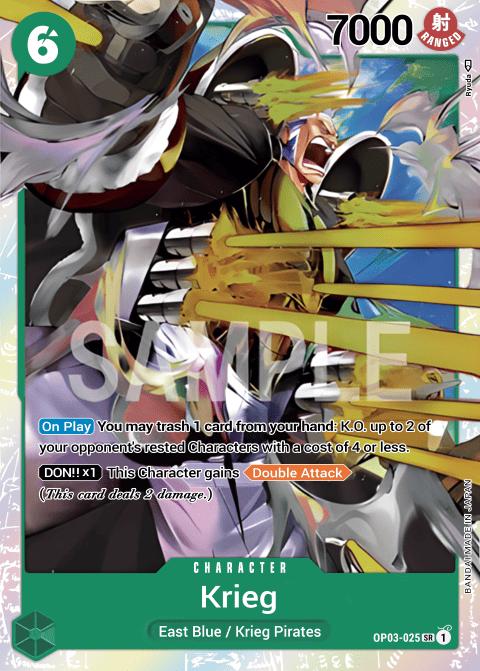 6
7000
射
RANGED
Ryuda
SAMPLE
On Play You may trash 1 card from your hand: K.O. up to 2 of
your opponent's rested Characters with a cost of 4 or less.
DON!!×1 This Character gains Double Attack
(This card deals 2 damage.)
BANDAI MADE IN JAPAN
CHARACTER
Krieg
East Blue / Krieg Pirates
OP03-025 SR 1